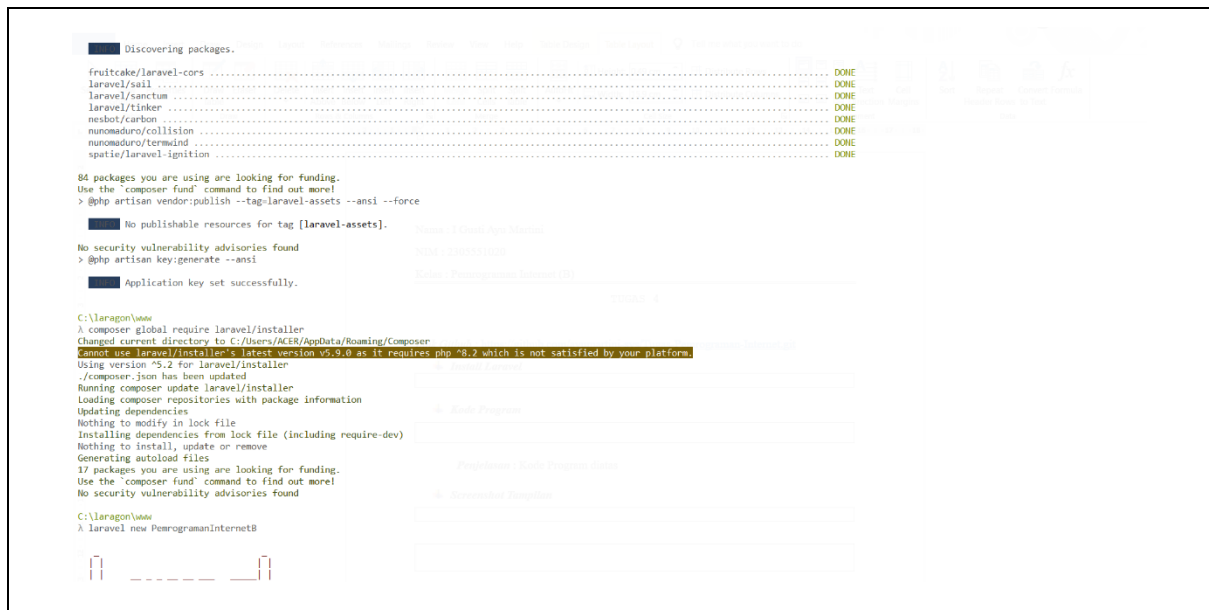 INFO Discovering packages.
fruitcake/laravel-cors ........................................................ DONE
laravel/sail ........................................................ DONE
laravel/sanctum ........................................................ DONE
laravel/tinker ........................................................ DONE
nesbot/carbon ........................................................ DONE
nunomaduro/collision ........................................................ DONE
nunomaduro/termwind ........................................................ DONE
spatie/laravel-ignition ........................................................ DONE
84 packages you are using are looking for funding.
Use the `composer fund` command to find out more!
> @php artisan vendor:publish --tag=laravel-assets --ansi --force
INFO No publishable resources for tag [laravel-assets].
No security vulnerability advisories found
> @php artisan key:generate --ansi
INFO Application key set successfully.
C:\laragon\www
λ composer global require laravel/installer
Changed current directory to C:/Users/ACER/AppData/Roaming/Composer
Cannot use laravel/installer's latest version v5.9.0 as it requires php ^8.2 which is not satisfied by your platform.
Using version ^5.2 for laravel/installer
./composer.json has been updated
Running composer update laravel/installer
Loading composer repositories with package information
Updating dependencies
Nothing to modify in lock file
Installing dependencies from lock file (including require-dev)
Nothing to install, update or remove
Generating autoload files
17 packages you are using are looking for funding.
Use the `composer fund` command to find out more!
No security vulnerability advisories found
C:\laragon\www
λ laravel new PemrogramanInternetB